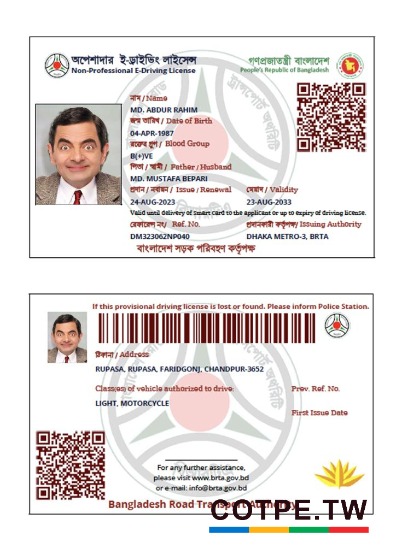 অপেশাদার ই-ড্রাইভিং লাইসেন্স
Non-Professional E-Driving License
গণপ্রজাতন্ত্রী বাংলাদেশ
People's Republic of Bangladesh
নাম / Name
MD. ABDUR RAHIM
জন্ম তারিখ / Date of Birth
04-APR-1987
রক্তের গ্রুপ / Blood Group
B(+)VE
পিতা / স্বামী / Father / Husband
MD. MUSTAFA BEPARI
প্রদান / নবায়ন / Issue / Renewal
মেয়াদ / Validity
24-AUG-2023
23-AUG-2033
Valid until delivery of smart card to the applicant or up to expiry of driving license.
রেফারেন্স নং/ Ref. No.
প্রদানকারী কর্তৃপক্ষ/ Issuing Authority
DM323062NP040
DHAKA METRO-3, BRTA
বাংলাদেশ সড়ক পরিবহণ কর্তৃপক্ষ
If this provisional driving license is lost or found. Please inform Police Station.
ঠিকানা / Address
RUPASA, RUPASA, FARIDGONJ, CHANDPUR-3652
Class(es) of vehicle authorized to drive:
Prev. Ref. No.
LIGHT, MOTORCYCLE
First Issue Date
For any further assistance,
please visit www.brta.gov.bd
or e-mail: info@brta.gov.bd
Bangladesh Road Transport Authority
COTPE.TW